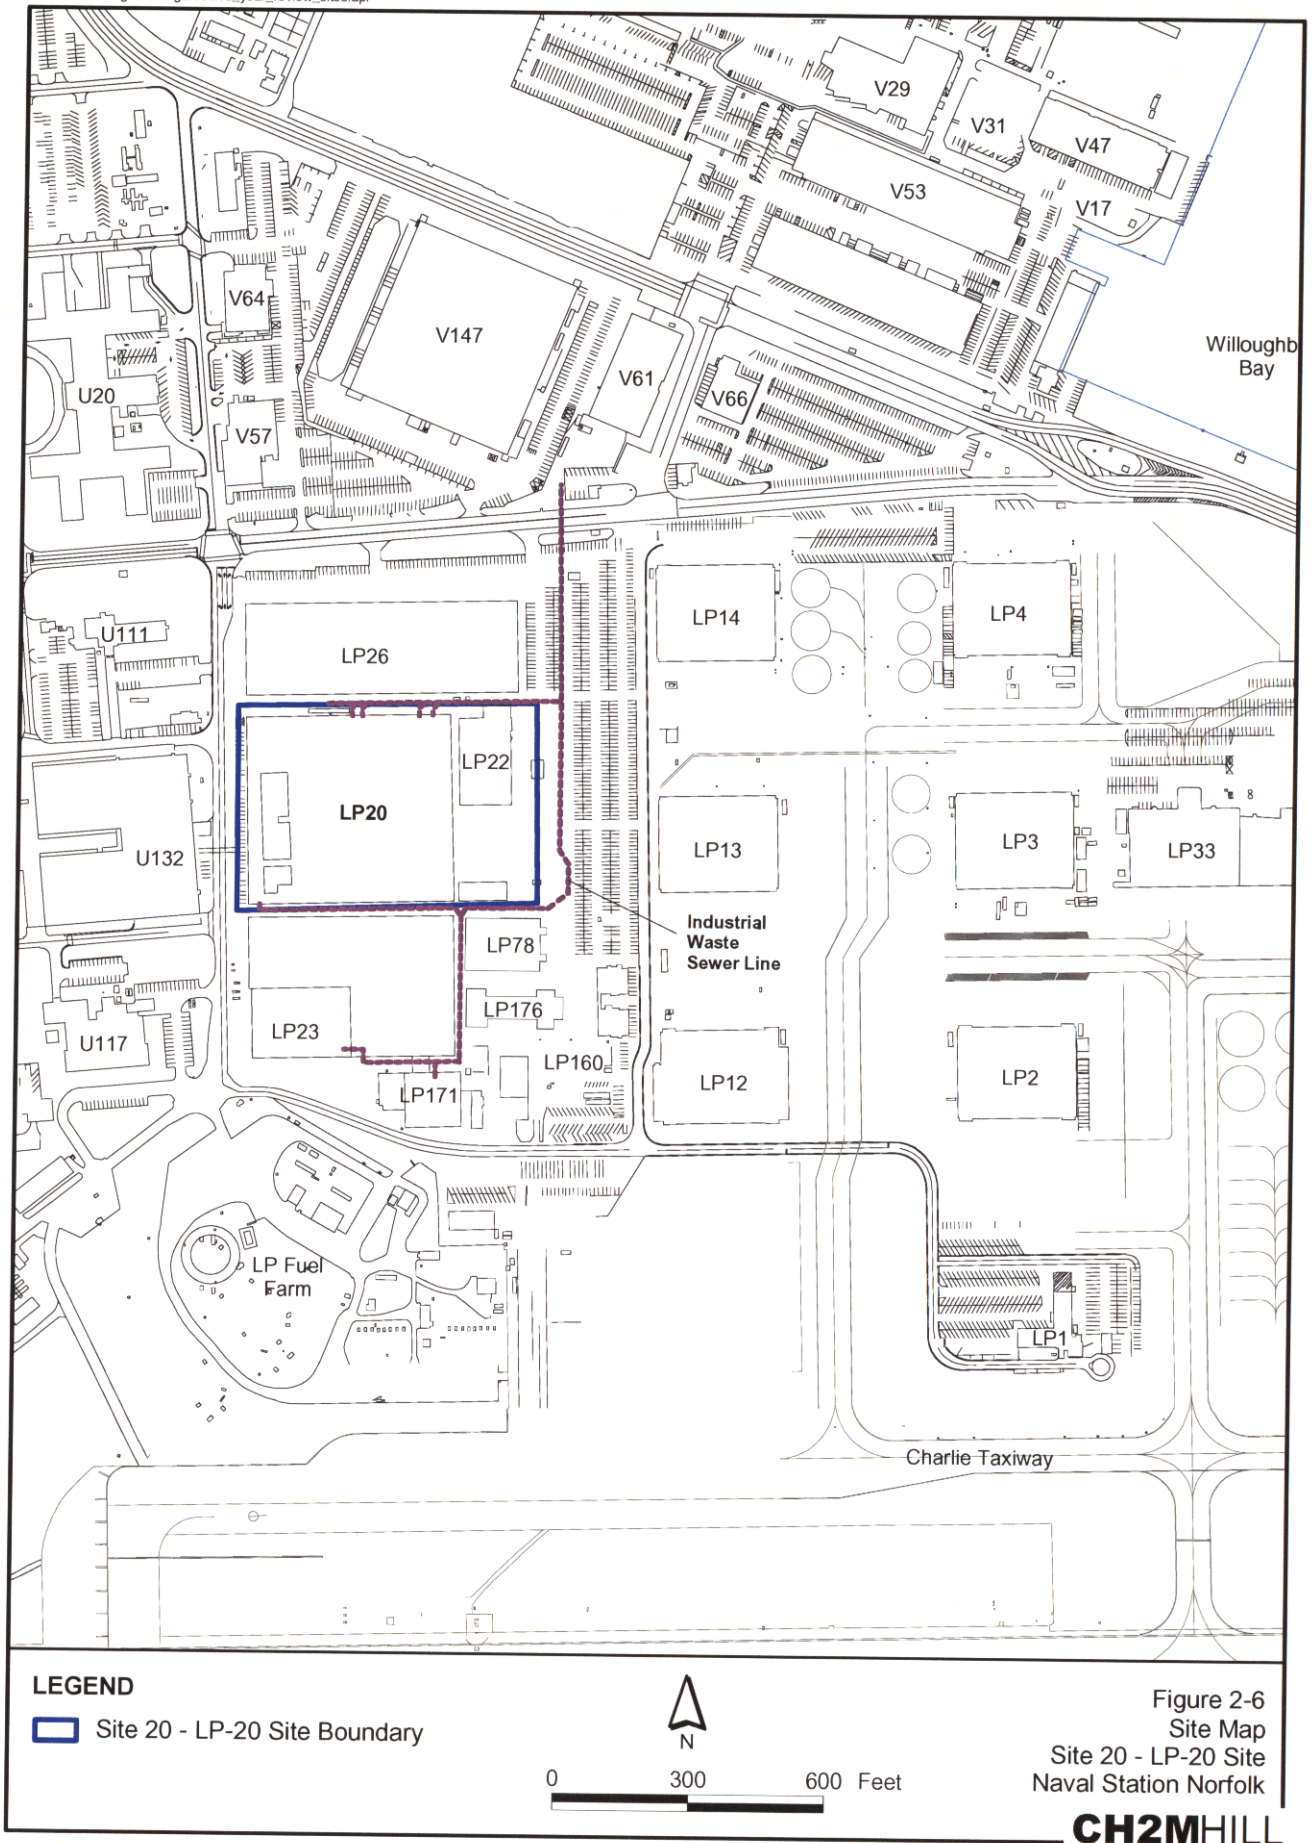 V29
V31
V47
V53
V17
V64
V147
Willoughb
Bay
U20
V61
V66
V57
LP14
LP4
U111
LP26
LP22
LP20
U132
LP13
LP3
LP33
8
Industrial
Waste
Sewer Line
LP78
LP176
LP23
U117
LP160
LP12
LP2
LP171
LP Fuel
Farm
LP1
Charlie Taxiway
LEGEND
Site 20 - LP-20 Site Boundary
N
0 300 600 Feet
Figure 2-6
Site Map
Site 20 - LP-20 Site
Naval Station Norfolk
CH2MHILL